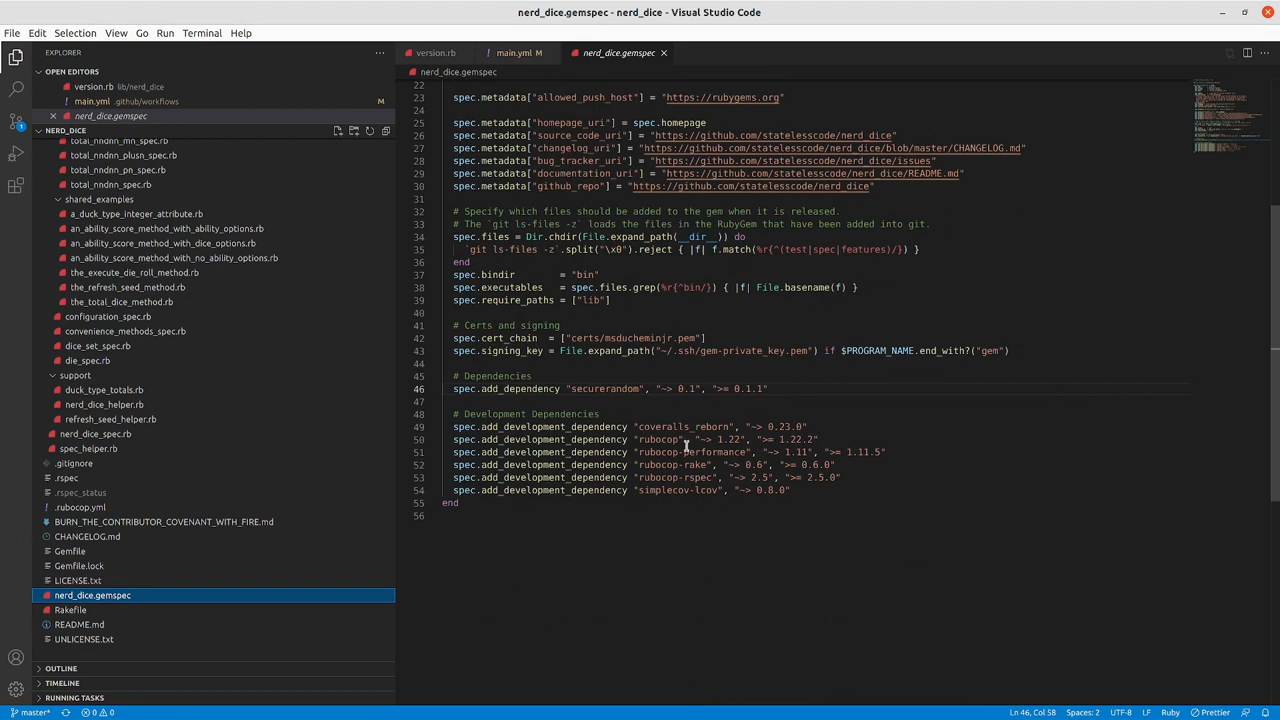 nerd_dice.gemspec - nerd_dice - Visual Studio Code
File Edit Selection View Go Run Terminal Help
EXPLORER
OPEN EDITORS
version.rb lib/nerd_dice
main.yml .github/workflows M
nerd_dice.gemspec
NERD_DICE
total_nndnn_mn_spec.rb
total_nndnn_plusn_spec.rb
total_nndnn_pn_spec.rb
total_nndnn_spec.rb
shared_examples
a_duck_type_integer_attribute.rb
an_ability_score_method_with_ability_options.rb
an_ability_score_method_with_dice_options.rb
an_ability_score_method_with_no_ability_options.rb
the_execute_die_roll_method.rb
the_refresh_seed_method.rb
the_total_dice_method.rb
configuration_spec.rb
convenience_methods_spec.rb
dice_set_spec.rb
die_spec.rb
support
duck_type_totals.rb
nerd_dice_helper.rb
refresh_seed_helper.rb
nerd_dice_spec.rb
spec_helper.rb
.gitignore
.rspec
.rspec_status
.rubocop.yml
BURN_THE_CONTRIBUTOR_COVENANT_WITH_FIRE.md
CHANGELOG.md
Gemfile
Gemfile.lock
LICENSE.txt
nerd_dice.gemspec
Rakefile
README.md
UNLICENSE.txt
OUTLINE
TIMELINE
RUNNING TASKS
1
version.rb main.yml M nerd_dice.gemspec
nerd_dice.gemspec
22
23 spec.metadata["allowed_push_host"] = "https://rubygems.org"
24
25 spec.metadata["homepage_uri"] = spec.homepage
26 spec.metadata["source_code_uri"] = "https://github.com/statelesscode/nerd_dice"
27 spec.metadata["changelog_uri"] = "https://github.com/statelesscode/nerd_dice/blob/master/CHANGELOG.md"
28 spec.metadata["bug_tracker_uri"] = "https://github.com/statelesscode/nerd_dice/issues"
29 spec.metadata["documentation_uri"] = "https://github.com/statelesscode/nerd_dice/README.md"
30 spec.metadata["github_repo"] = "https://github.com/statelesscode/nerd_dice"
31
32 # Specify which files should be added to the gem when it is released.
33 # The `git ls-files -z` loads the files in the RubyGem that have been added into git.
34 spec.files = Dir.chdir(File.expand_path(__dir__)) do
35 `git ls-files -z`.split("\x0").reject { |f| f.match(%r{^(test|spec|features)/}) }
36 end
37 spec.bindir = "bin"
38 spec.executables = spec.files.grep(%r{^bin/}) { |f| File.basename(f) }
39 spec.require_paths = ["lib"]
40
41 # Certs and signing
42 spec.cert_chain = ["certs/msducheminjr.pem"]
43 spec.signing_key = File.expand_path("~/.ssh/gem-private_key.pem") if $PROGRAM_NAME.end_with?("gem")
44
45 # Dependencies
46 spec.add_dependency "securerandom", "~> 0.1", ">= 0.1.1"
47
48 # Development Dependencies
49 spec.add_development_dependency "coveralls_reborn", "~> 0.23.0"
50 spec.add_development_dependency "rubocop", "~> 1.22", ">= 1.22.2"
51 spec.add_development_dependency "rubocop-performance", "~> 1.11", ">= 1.11.5"
52 spec.add_development_dependency "rubocop-rake", "~> 0.6", ">= 0.6.0"
53 spec.add_development_dependency "rubocop-rspec", "~> 2.5", ">= 2.5.0"
54 spec.add_development_dependency "simplecov-lcov", "~> 0.8.0"
55 end
56
master* 0 0 Ln 46, Col 58 Spaces: 2 UTF-8 LF Ruby Prettier